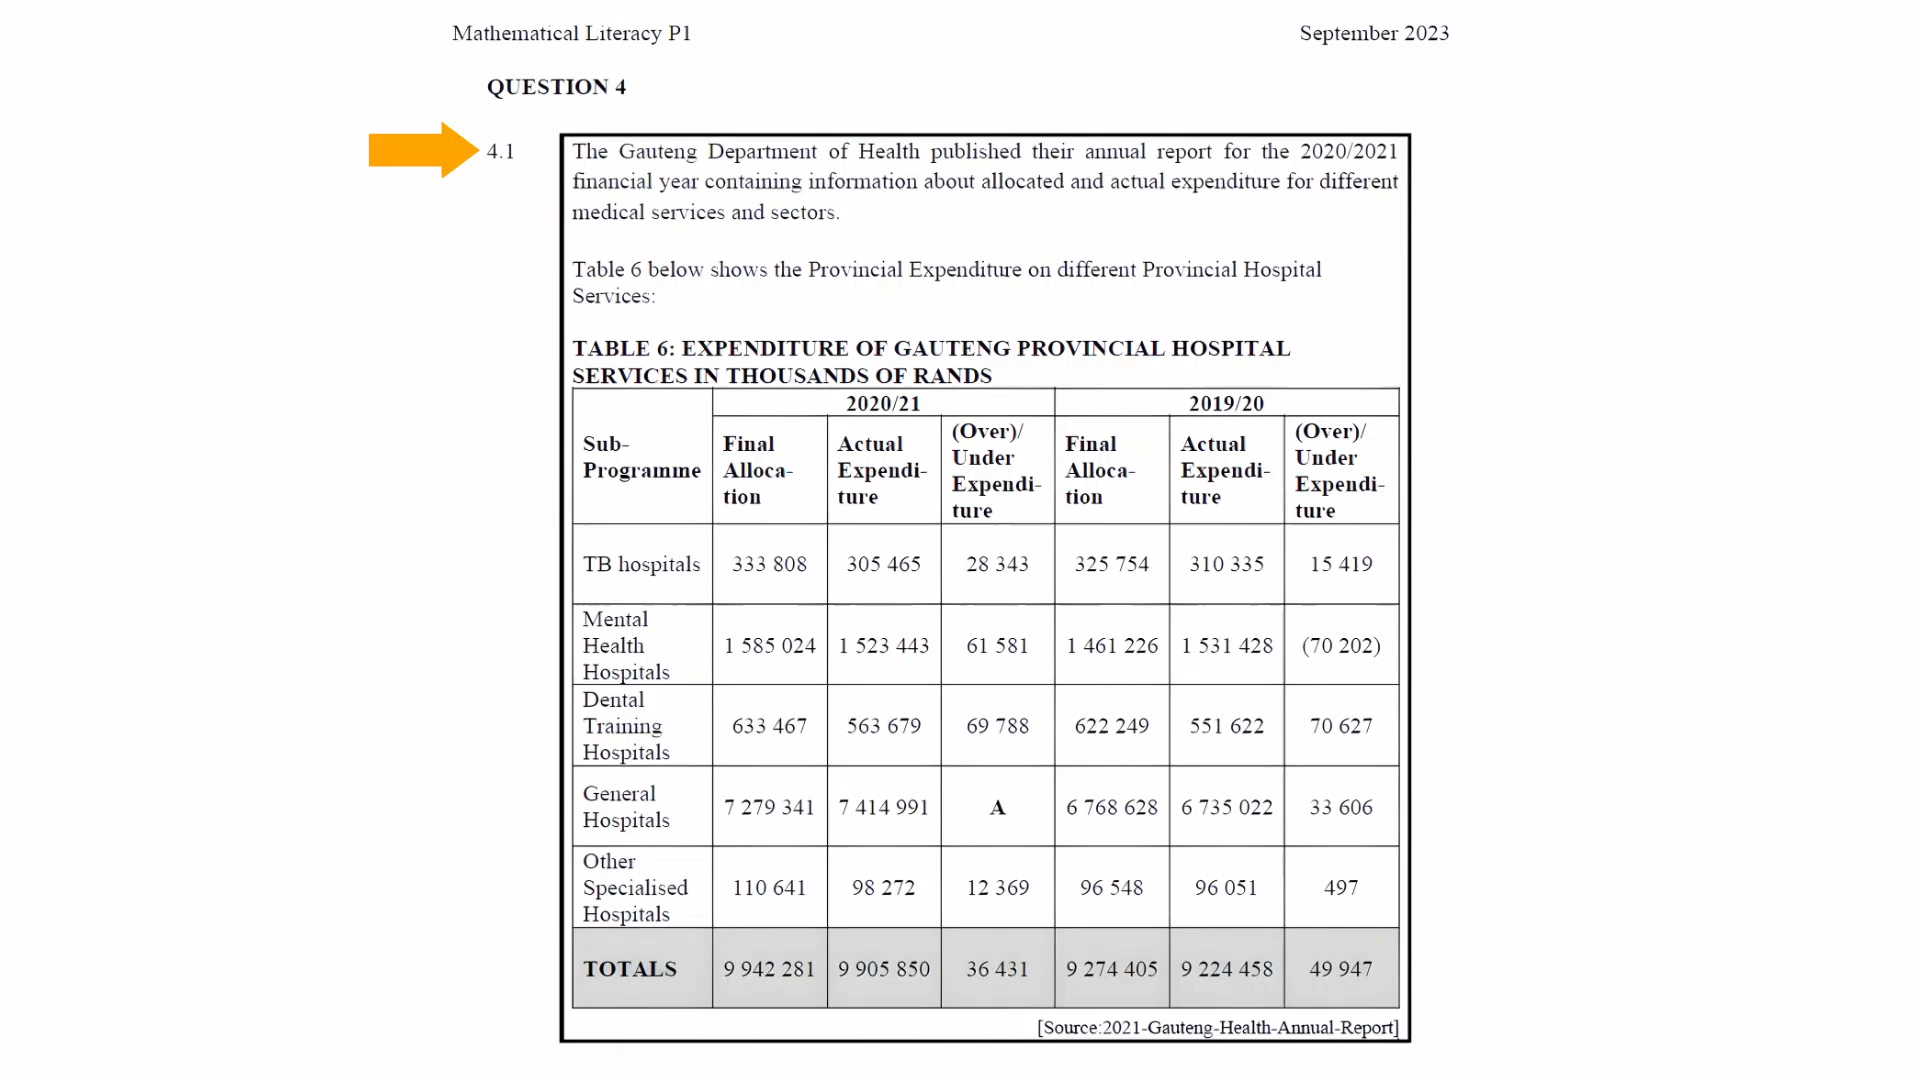 Mathematical Literacy P1 September 2023
QUESTION 4
4.1 The Gauteng Department of Health published their annual report for the 2020/2021
financial year containing information about allocated and actual expenditure for different
medical services and sectors.
Table 6 below shows the Provincial Expenditure on different Provincial Hospital
Services:
TABLE 6: EXPENDITURE OF GAUTENG PROVINCIAL HOSPITAL
SERVICES IN THOUSANDS OF RANDS
2020/21 2019/20
Sub-
Programme
Final
Alloca-
tion
Actual
Expendi-
ture
(Over)/
Under
Expendi-
ture
Final
Alloca-
tion
Actual
Expendi-
ture
(Over)/
Under
Expendi-
ture
TB hospitals 333 808 305 465 28 343 325 754 310 335 15 419
Mental
Health
Hospitals
1 585 024 1 523 443 61 581 1 461 226 1 531 428 (70 202)
Dental
Training
Hospitals
633 467 563 679 69 788 622 249 551 622 70 627
General
Hospitals
7 279 341 7 414 991 A 6 768 628 6 735 022 33 606
Other
Specialised
Hospitals
110 641 98 272 12 369 96 548 96 051 497
TOTALS 9 942 281 9 905 850 36 431 9 274 405 9 224 458 49 947
[Source:2021-Gauteng-Health-Annual-Report]